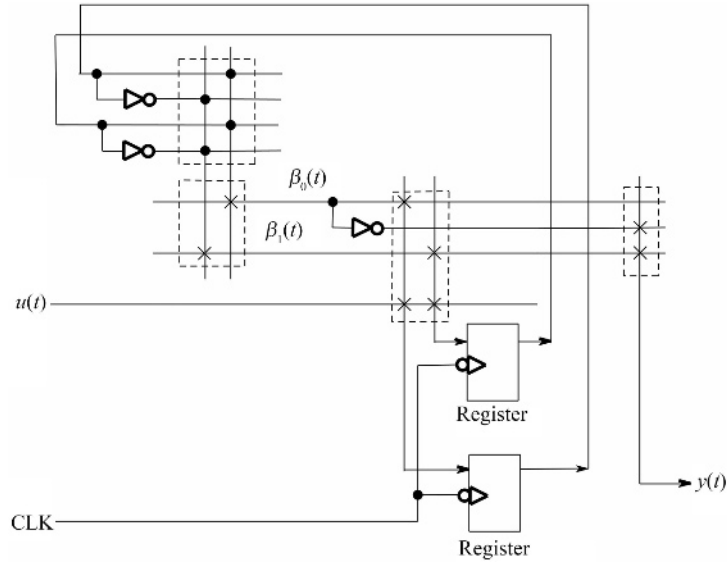 β₀(t)
β₁(t)
u(t)
Register
y(t)
CLK
Register